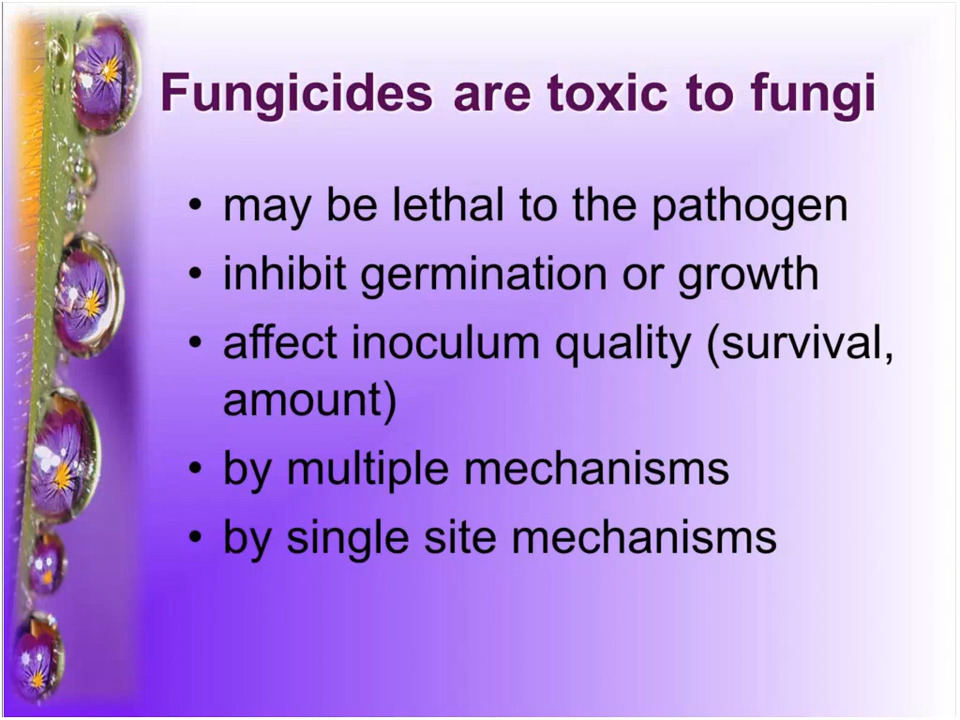 Fungicides are toxic to fungi
• may be lethal to the pathogen
• inhibit germination or growth
• affect inoculum quality (survival,
amount)
• by multiple mechanisms
• by single site mechanisms